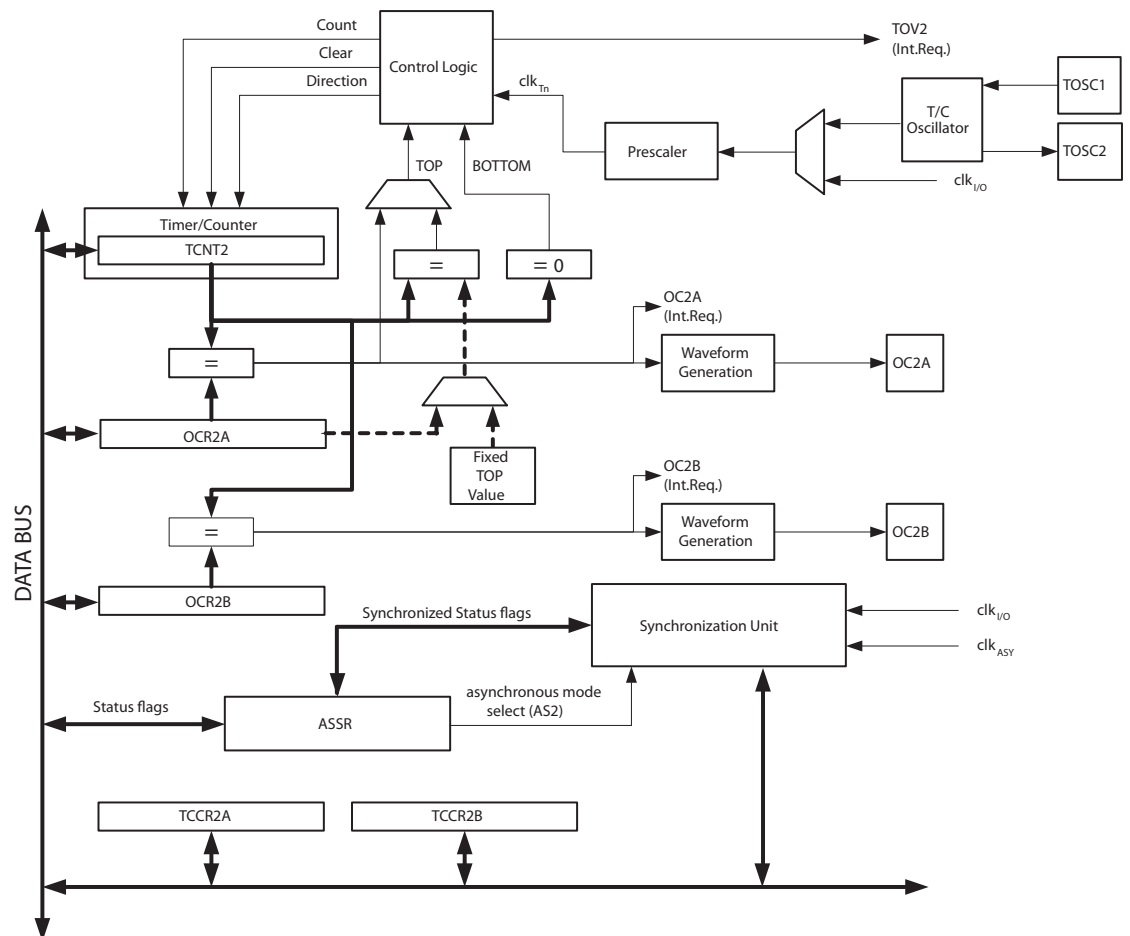 Count
Clear
Direction
Control Logic
TOV2
(Int.Req.)
clkTn
TOSC1
T/C
Oscillator
TOSC2
Prescaler
clkI/O
TOP
BOTTOM
Timer/Counter
TCNT2
=
= 0
OC2A
(Int.Req.)
=
Waveform
Generation
OC2A
OCR2A
Fixed
TOP
Value
OC2B
(Int.Req.)
=
Waveform
Generation
OC2B
DATA BUS
OCR2B
Synchronized Status flags
Synchronization Unit
clkI/O
clkASY
Status flags
ASSR
asynchronous mode
select (AS2)
TCCR2A
TCCR2B